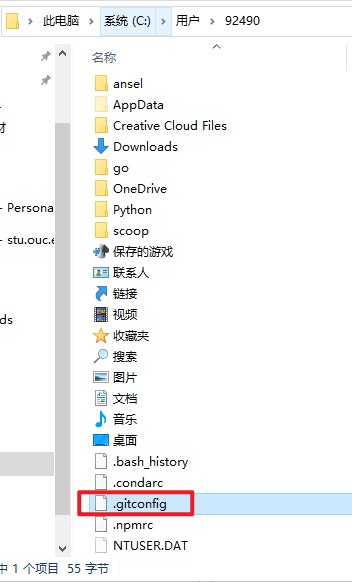 此电脑 > 系统 (C:) > 用户 > 92490
名称
ansel
AppData
Creative Cloud Files
Downloads
go
OneDrive
Python
- Persona
scoop
- stu.ouc.e
保存的游戏
联系人
链接
视频
ds
收藏夹
搜索
图片
文档
音乐
桌面
.bash_history
.condarc
.gitconfig
.npmrc
NTUSER.DAT
中 1 个项目 55 字节